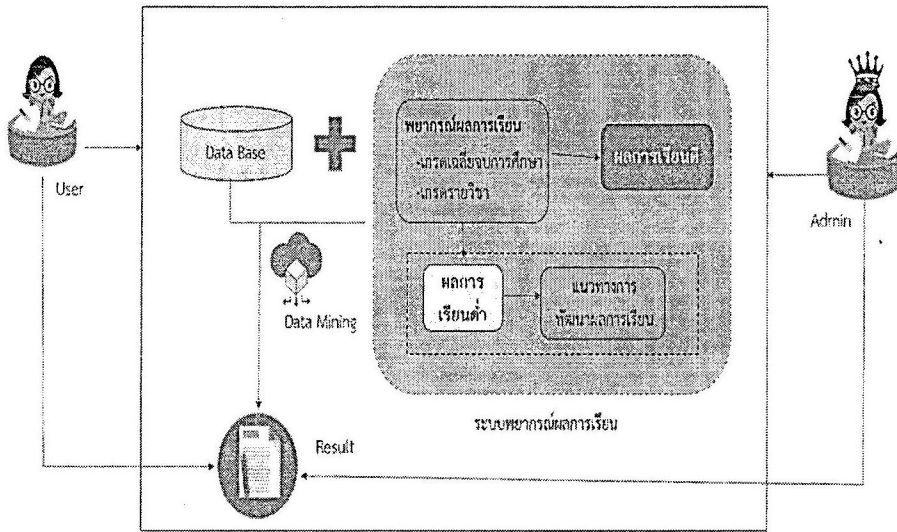 User
Data Base
พยากรณ์ผลการเรียน
-เกรดเฉลี่ยจบการศึกษา
-เกรดรายวิชา
ผลการเรียนดี
Admin
Data Mining
ผลการ
เรียนต่ำ
แนวทางการ
พัฒนาผลการเรียน
ระบบพยากรณ์ผลการเรียน
Result